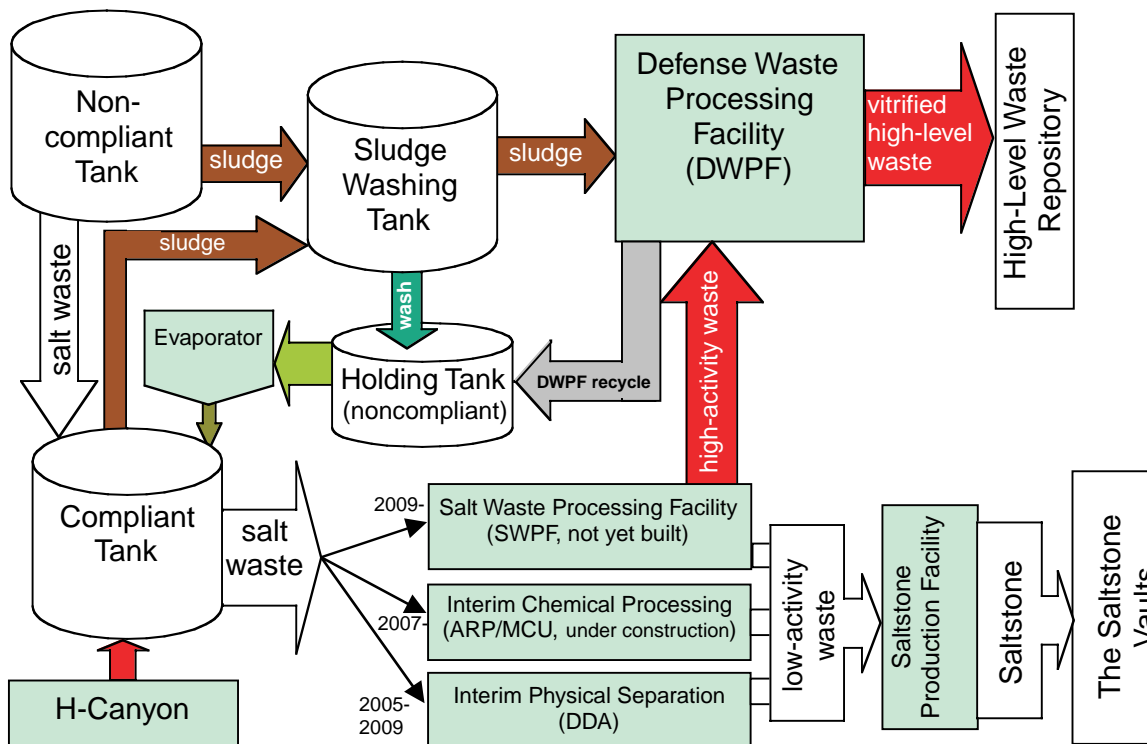 Non-
compliant
Tank
sludge
Sludge
Washing
Tank
sludge
Defense Waste
Processing
Facility
(DWPF)
vitrified
high-level
waste
High-Level Waste
Repository
salt waste
sludge
wash
Evaporator
Holding Tank
(noncompliant)
DWPF recycle
high-activity waste
Compliant
Tank
salt
waste
2009-
Salt Waste Processing Facility
(SWPF, not yet built)
2007-
Interim Chemical Processing
(ARP/MCU, under construction)
2005-
2009
Interim Physical Separation
(DDA)
low-activity
waste
Saltstone
Production Facility
Saltstone
The Saltstone
Vaults
H-Canyon